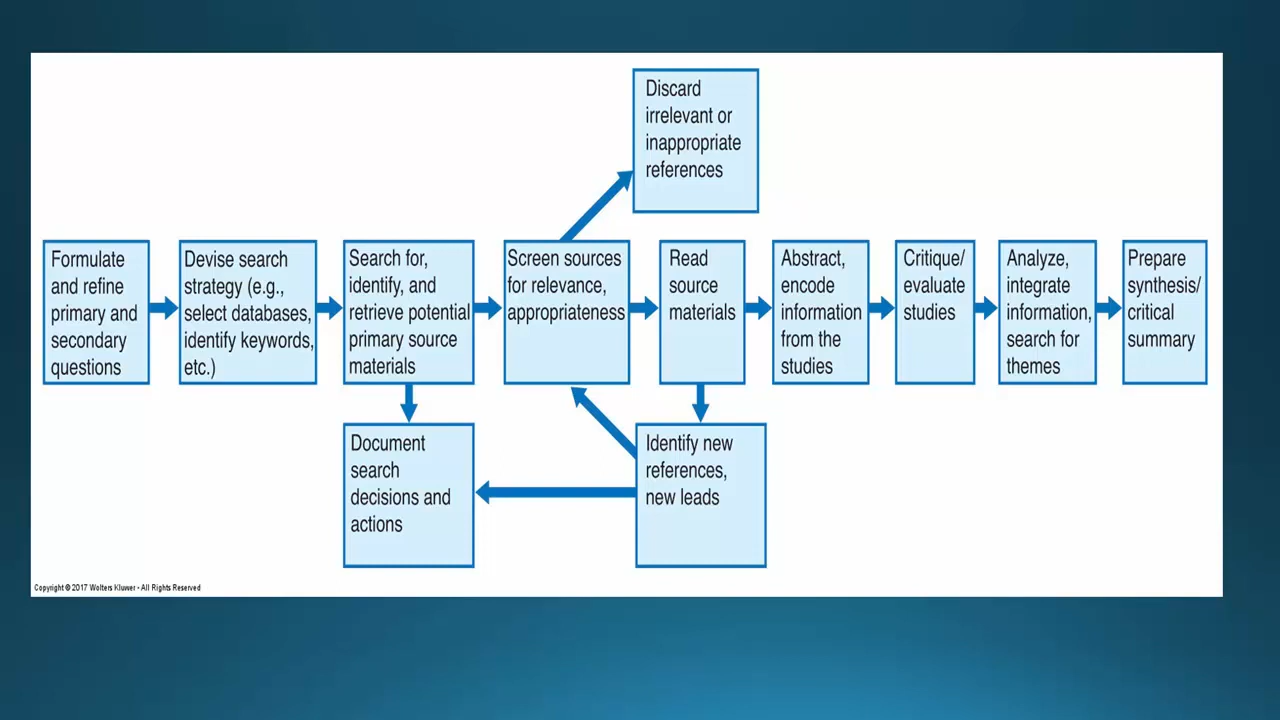 Discard
irrelevant or
inappropriate
references
Formulate
and refine
primary and
secondary
questions
Devise search
strategy (e.g.,
select databases,
identify keywords,
etc.)
Search for,
identify, and
retrieve potential
primary source
materials
Screen sources
for relevance,
appropriateness
Read
source
materials
Abstract,
encode
information
from the
studies
Critique/
evaluate
studies
Analyze,
integrate
information,
search for
themes
Prepare
synthesis/
critical
summary
Document
search
decisions and
actions
Identify new
references,
new leads
Copyright © 2017 Wolters Kluwer - All Rights Reserved